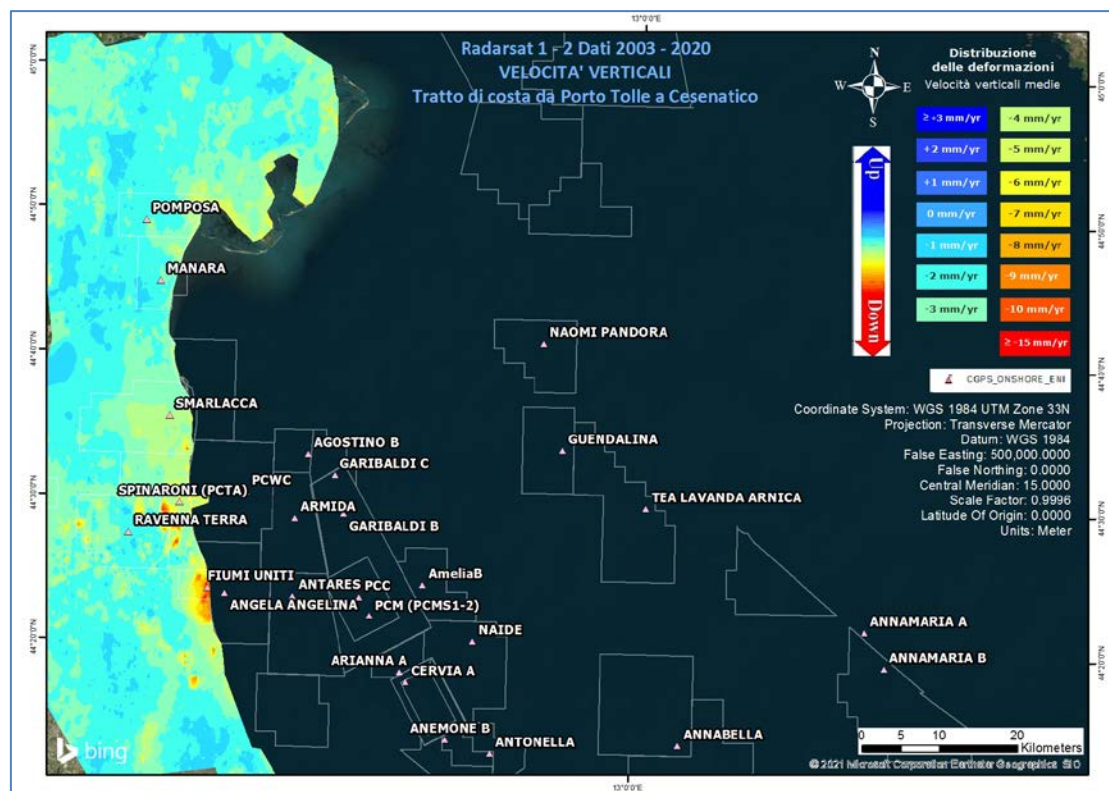 Radarsat 1 - 2 Dati 2003 - 2020
VELOCITA' VERTICALI
Tratto di costa da Porto Tolle a Cesenatico
13°0'0"E
N
W E
S
Distribuzione
delle deformazioni
Velocità verticali medie
≥ +3 mm/yr
+2 mm/yr
+1 mm/yr
0 mm/yr
-1 mm/yr
-2 mm/yr
-3 mm/yr
-4 mm/yr
-5 mm/yr
-6 mm/yr
-7 mm/yr
-8 mm/yr
-9 mm/yr
-10 mm/yr
≥ -15 mm/yr
Up
Down
CGPS_ONSHORE_ENI
Coordinate System: WGS 1984 UTM Zone 33N
Projection: Transverse Mercator
Datum: WGS 1984
False Easting: 500,000.0000
False Northing: 0.0000
Central Meridian: 15.0000
Scale Factor: 0.9996
Latitude Of Origin: 0.0000
Units: Meter
POMPOSA
MANARA
NAOMI PANDORA
SMARLACCA
AGOSTINO B
GUENDALINA
GARIBALDI C
PCWC
SPINARONI (PCTA)
TEA LAVANDA ARNICA
ARMIDA
GARIBALDI B
RAVENNA TERRA
FIUMI UNITI
ANTARES
PCC
AmeliaB
ANGELA ANGELINA
PCM (PCMS1-2)
NAIDE
ANNAMARIA A
ARIANNA A
CERVIA A
ANNAMARIA B
ANEMONE B
ANTONELLA
ANNABELLA
0 5 10 20
Kilometers
bing
13°0'0"E